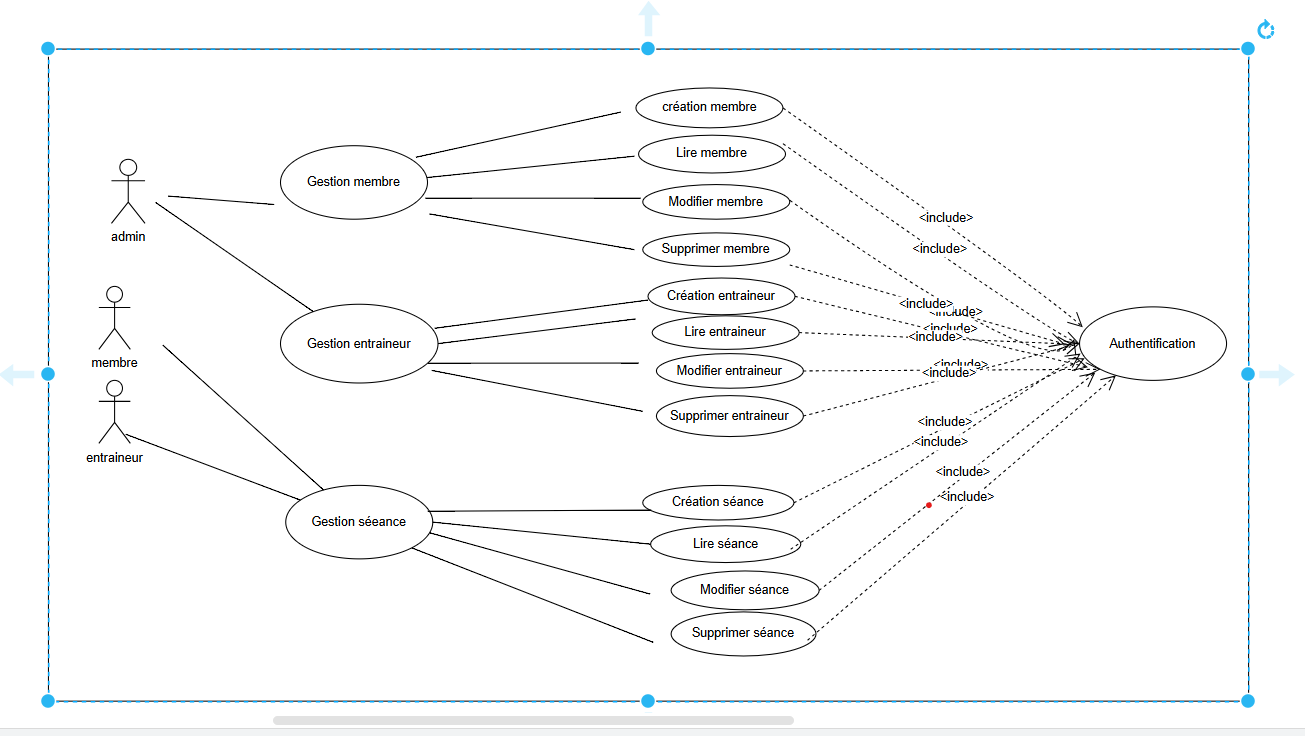 création membre
Lire membre
Gestion membre
Modifier membre
admin
<include>
Supprimer membre
<include>
Création entraineur
<include>
<include>
Lire entraineur
<include>
<include>
Gestion entraineur
Authentification
membre
Modifier entraineur
<include>
<include>
Supprimer entraineur
<include>
<include>
entraineur
<include>
Création séance
<include>
Gestion séeance
Lire séance
Modifier séance
Supprimer séance